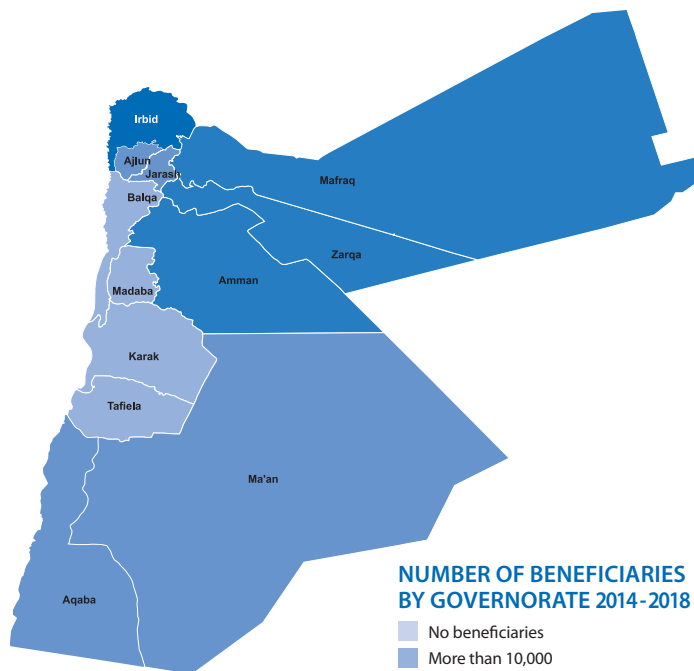 Irbid
Ajlun
Jarash
Mafraq
Balqa
Zarqa
Amman
Madaba
Karak
Tafiela
Ma'an
Aqaba
NUMBER OF BENEFICIARIES
BY GOVERNORATE 2014-2018
No beneficiaries
More than 10,000